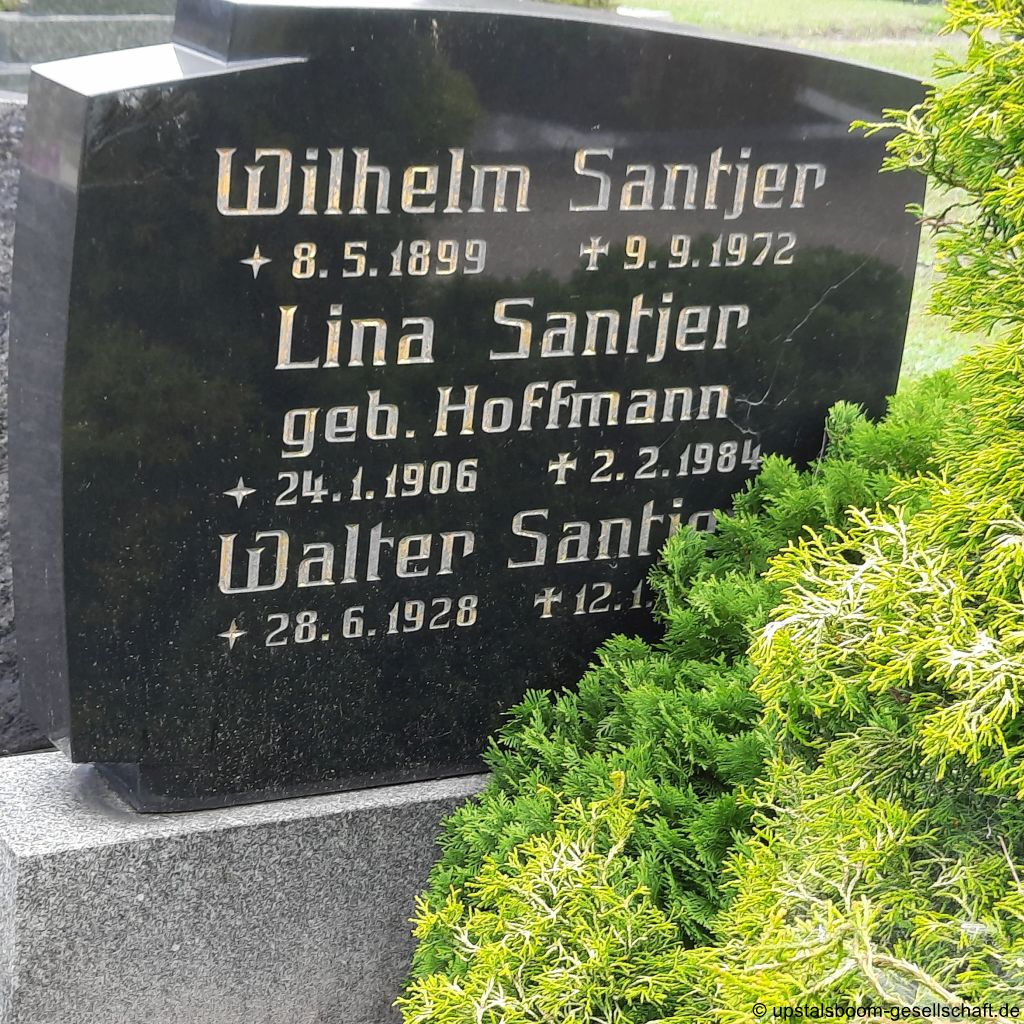 Wilhelm Santjer
8.5.1899 9.9.1972
Lina Santjer
geb. Hoffmann
24.1.1906 2.2.1984
Walter
28.6.1928
© upstalsboom-gesellschaft.de